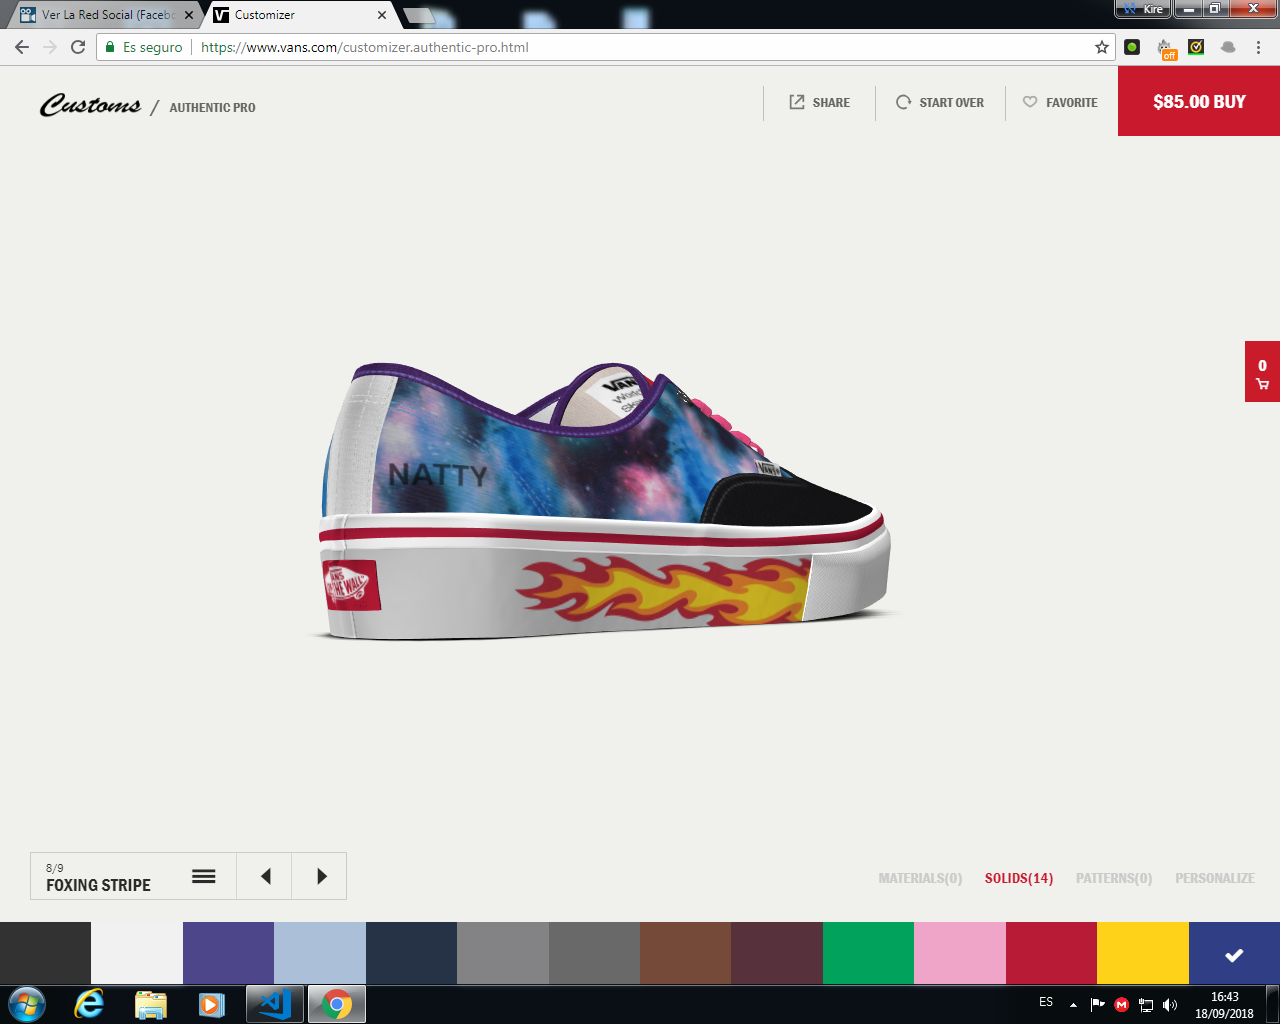 Ver La Red Social (Facebo
Customizer
Kire
Es seguro
https://www.vans.com/customizer.authentic-pro.html
off
Customs / AUTHENTIC PRO
SHARE
START OVER
FAVORITE
$85.00 BUY
0
VANS
NATTY
VANS
VANS
THE WALL"
8/9
FOXING STRIPE
MATERIALS(0)
SOLIDS(14)
PATTERNS(0)
PERSONALIZE
ES
16:43
18/09/2018